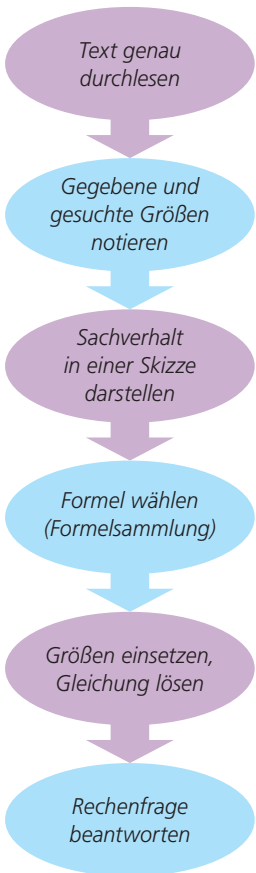 Text genau
durchlesen
Gegebene und
gesuchte Größen
notieren
Sachverhalt
in einer Skizze
darstellen
Formel wählen
(Formelsammlung)
Größen einsetzen,
Gleichung lösen
Rechenfrage
beantworten